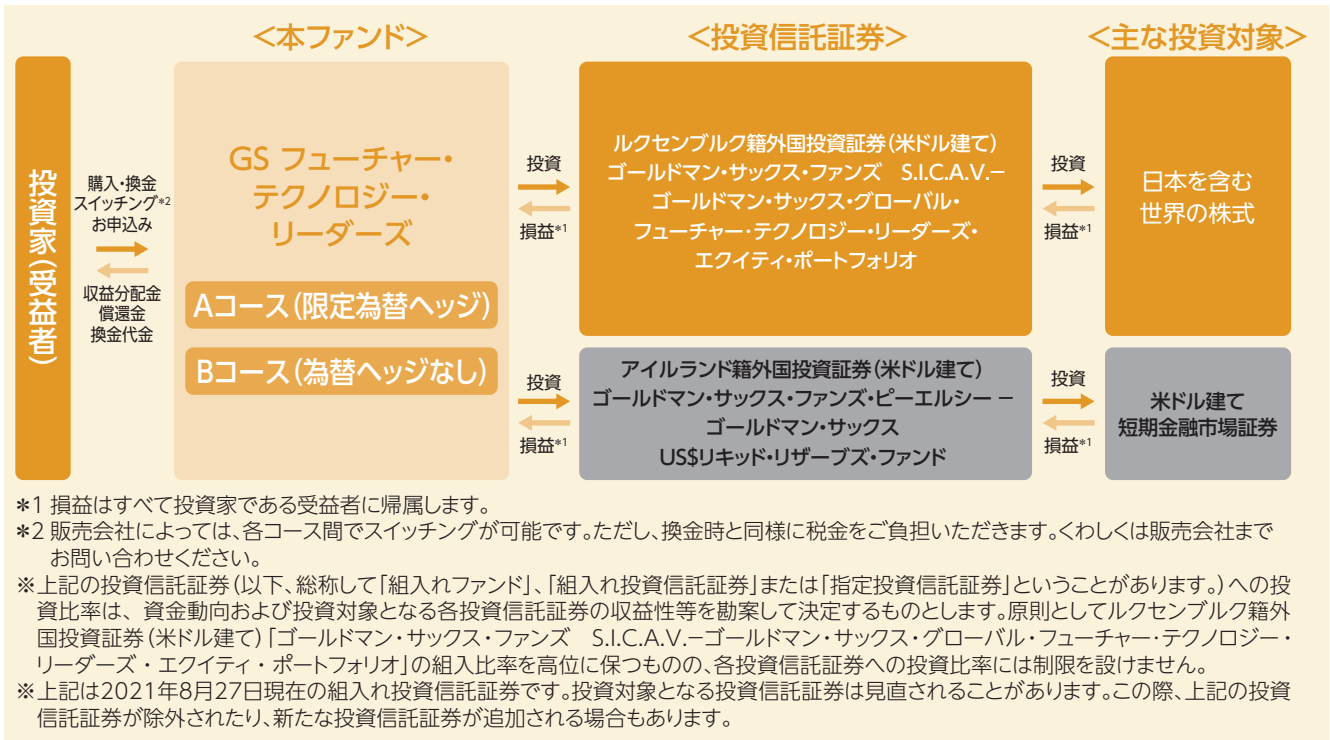 <本ファンド>
<投資信託証券>
<主な投資対象>
投資家(受益者)
購入・換金
スイッチング*2
お申込み
収益分配金
償還金
換金代金
GS フューチャー・
テクノロジー・
リーダーズ
Aコース(限定為替ヘッジ)
Bコース(為替ヘッジなし)
投資
損益*1
ルクセンブルク籍外国投資証券(米ドル建て)
ゴールドマン・サックス・ファンズ　S.I.C.A.V.−
ゴールドマン・サックス・グローバル・
フューチャー・テクノロジー・リーダーズ・
エクイティ・ポートフォリオ
投資
損益*1
日本を含む
世界の株式
投資
損益*1
アイルランド籍外国投資証券(米ドル建て)
ゴールドマン・サックス・ファンズ・ピーエルシー −
ゴールドマン・サックス
US$リキッド・リザーブズ・ファンド
投資
損益*1
米ドル建て
短期金融市場証券
*1 損益はすべて投資家である受益者に帰属します。
*2 販売会社によっては、各コース間でスイッチングが可能です。ただし、換金時と同様に税金をご負担いただきます。くわしくは販売会社まで
お問い合わせください。
※上記の投資信託証券(以下、総称して「組入れファンド」、「組入れ投資信託証券」または「指定投資信託証券」ということがあります。)への投
資比率は、資金動向および投資対象となる各投資信託証券の収益性等を勘案して決定するものとします。原則としてルクセンブルク籍外
国投資証券(米ドル建て)「ゴールドマン・サックス・ファンズ　S.I.C.A.V.−ゴールドマン・サックス・グローバル・フューチャー・テクノロジー・
リーダーズ・エクイティ・ポートフォリオ」の組入比率を高位に保つものの、各投資信託証券への投資比率には制限を設けません。
※上記は2021年8月27日現在の組入れ投資信託証券です。投資対象となる投資信託証券は見直されることがあります。この際、上記の投資
信託証券が除外されたり、新たな投資信託証券が追加される場合もあります。